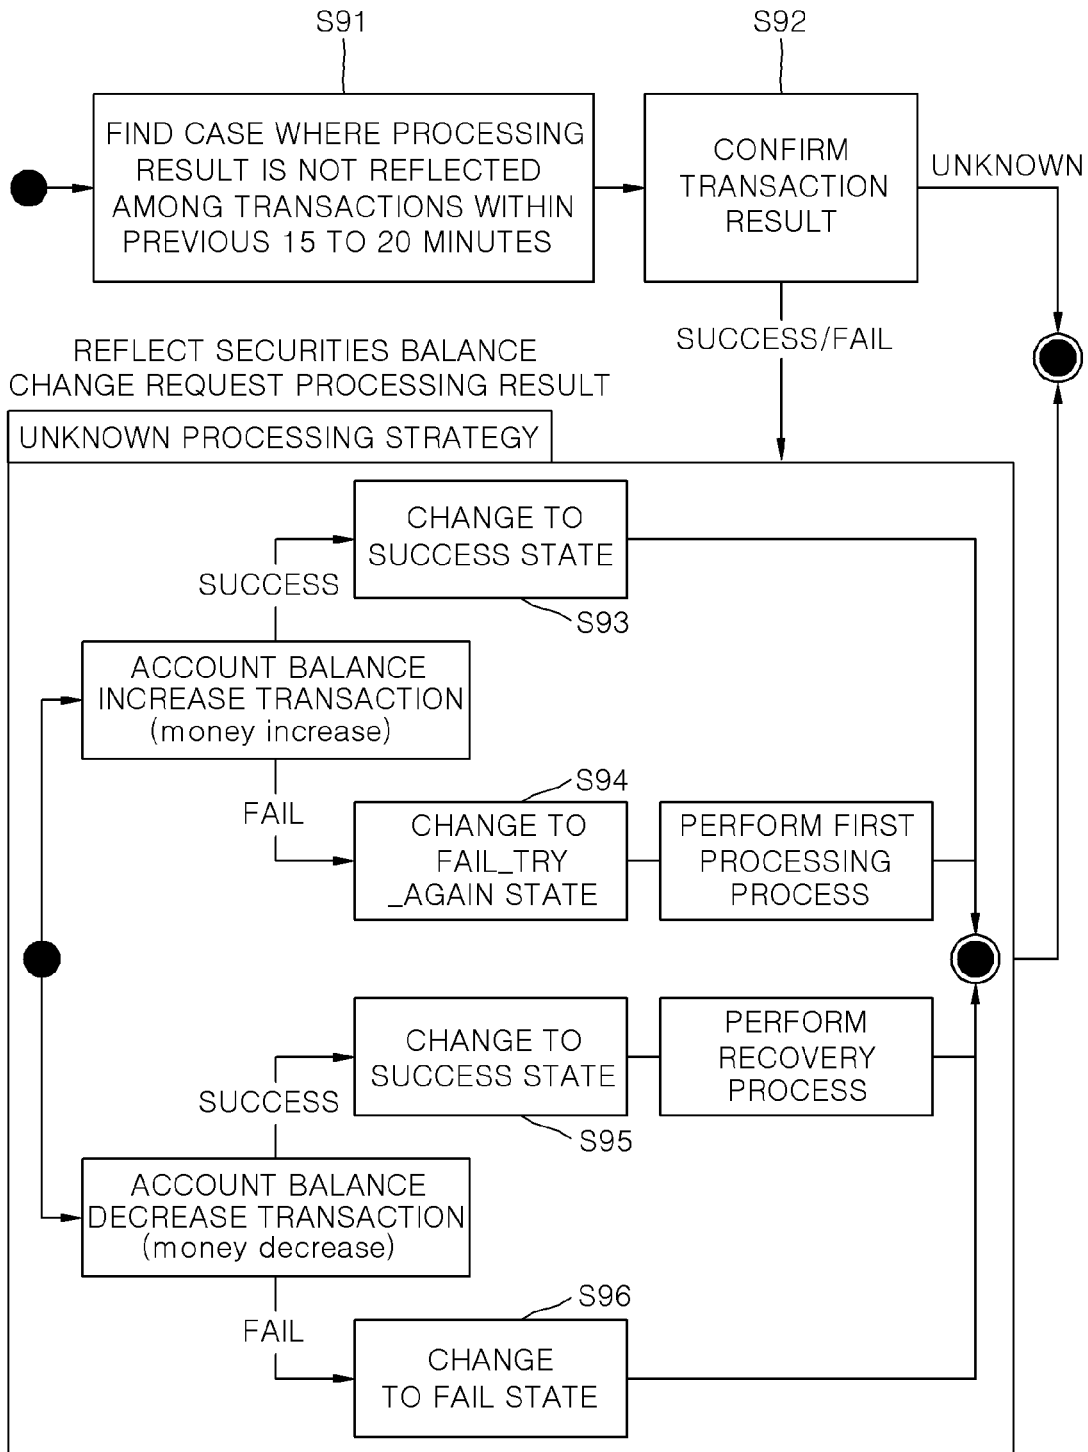 S91
S92
FIND CASE WHERE PROCESSING
RESULT IS NOT REFLECTED
AMONG TRANSACTIONS WITHIN
PREVIOUS 15 TO 20 MINUTES
CONFIRM
TRANSACTION
RESULT
UNKNOWN
SUCCESS/FAIL
REFLECT SECURITIES BALANCE
CHANGE REQUEST PROCESSING RESULT
UNKNOWN PROCESSING STRATEGY
CHANGE TO
SUCCESS STATE
SUCCESS
S93
ACCOUNT BALANCE
INCREASE TRANSACTION
(money increase)
S94
FAIL
CHANGE TO
FAIL_TRY
_AGAIN STATE
PERFORM FIRST
PROCESSING
PROCESS
CHANGE TO
SUCCESS STATE
PERFORM
RECOVERY
PROCESS
SUCCESS
S95
ACCOUNT BALANCE
DECREASE TRANSACTION
(money decrease)
S96
FAIL
CHANGE
TO FAIL STATE